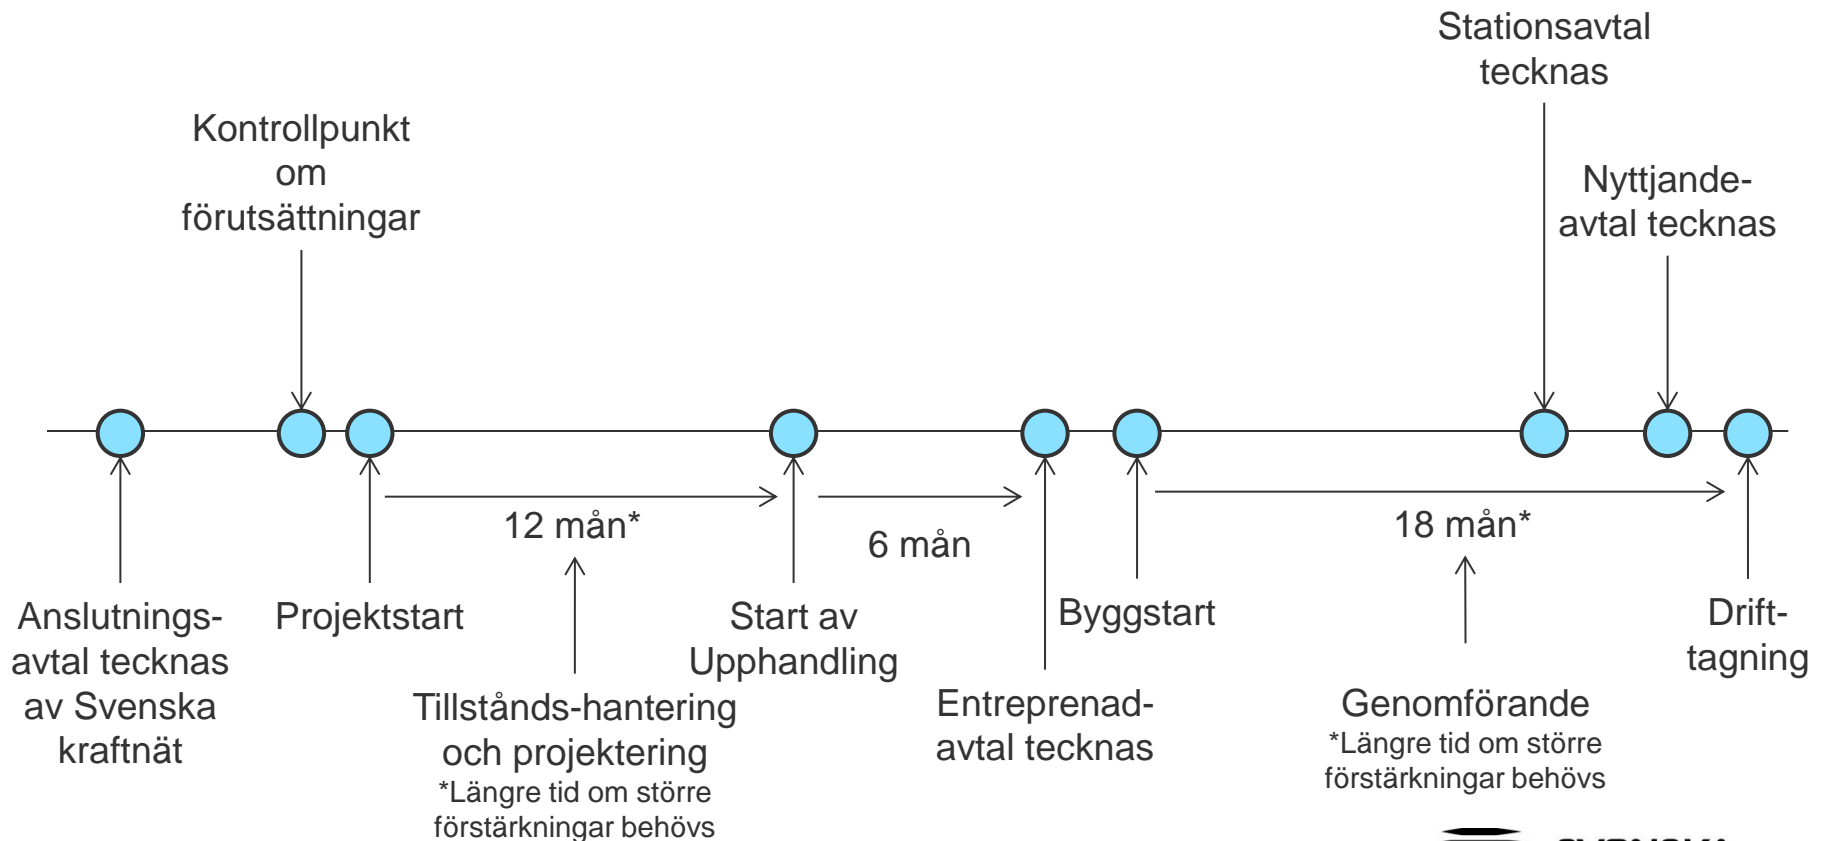 Stationsavtal
tecknas
Kontrollpunkt
om
förutsättningar
Nyttjande-
avtal tecknas
12 mån*
6 mån
18 mån*
Anslutnings-
avtal tecknas
av Svenska
kraftnät
Projektstart
Tillstånds-hantering
och projektering
*Längre tid om större
förstärkningar behövs
Start av
Upphandling
Entreprenad-
avtal tecknas
Byggstart
Genomförande
*Längre tid om större
förstärkningar behövs
Drift-
tagning